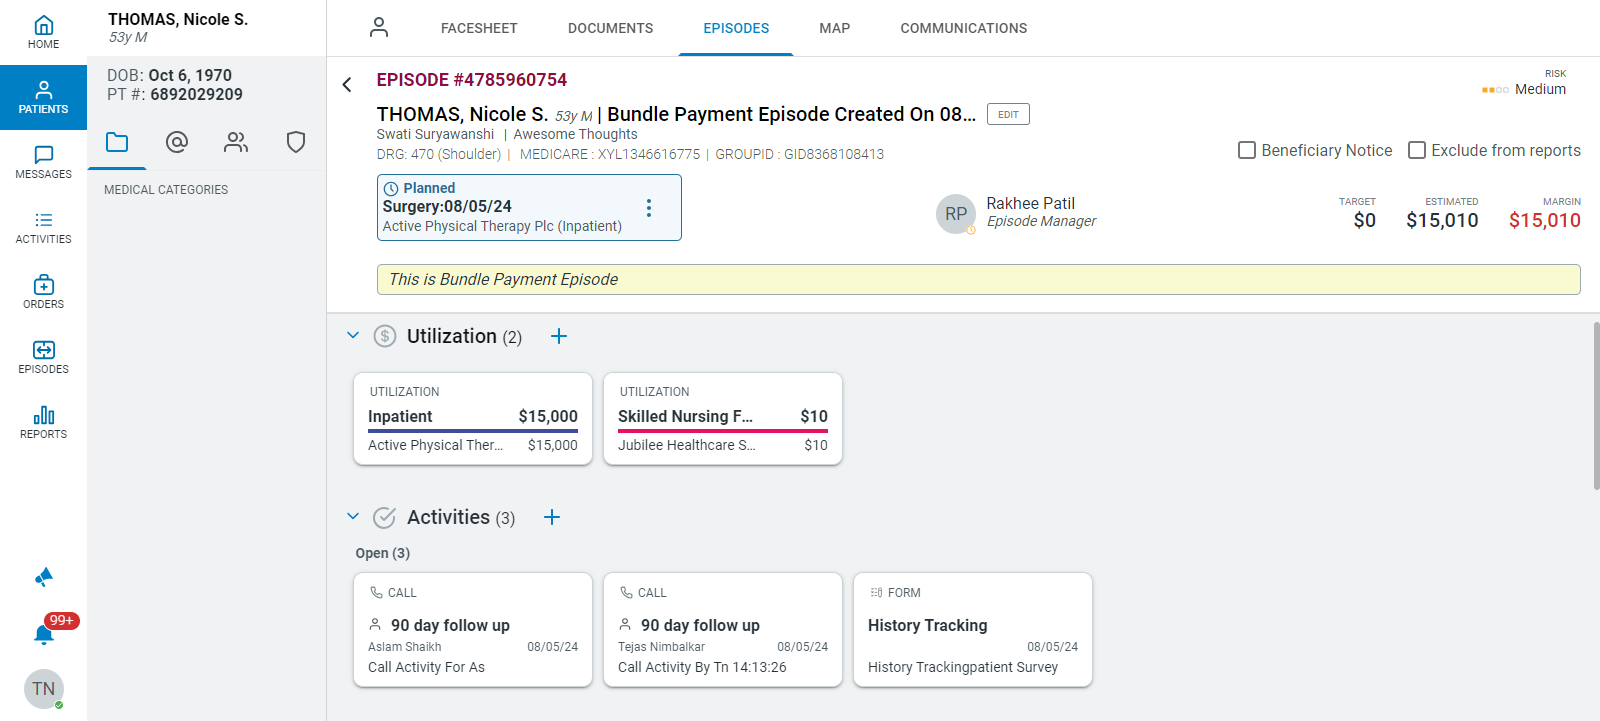 HOME
PATIENTS
MESSAGES
ACTIVITIES
ORDERS
EPISODES
REPORTS
99+
TN
THOMAS, Nicole S.
53y M
DOB: Oct 6, 1970
PT #: 6892029209
MEDICAL CATEGORIES
FACESHEET
DOCUMENTS
EPISODES
MAP
COMMUNICATIONS
EPISODE #4785960754
RISK
Medium
THOMAS, Nicole S. 53y M | Bundle Payment Episode Created On 08...
EDIT
Swati Suryawanshi | Awesome Thoughts
DRG: 470 (Shoulder) | MEDICARE : XYL1346616775 | GROUPID : GID8368108413
Beneficiary Notice
Exclude from reports
Planned
Surgery:08/05/24
Active Physical Therapy Plc (Inpatient)
RP
Rakhee Patil
Episode Manager
TARGET
$0
ESTIMATED
$15,010
MARGIN
$15,010
This is Bundle Payment Episode
Utilization (2)
UTILIZATION
Inpatient $15,000
Active Physical Ther... $15,000
UTILIZATION
Skilled Nursing F... $10
Jubilee Healthcare S... $10
Activities (3)
Open (3)
CALL
90 day follow up
Aslam Shaikh 08/05/24
Call Activity For As
CALL
90 day follow up
Tejas Nimbalkar 08/05/24
Call Activity By Tn 14:13:26
FORM
History Tracking
08/05/24
History Trackingpatient Survey